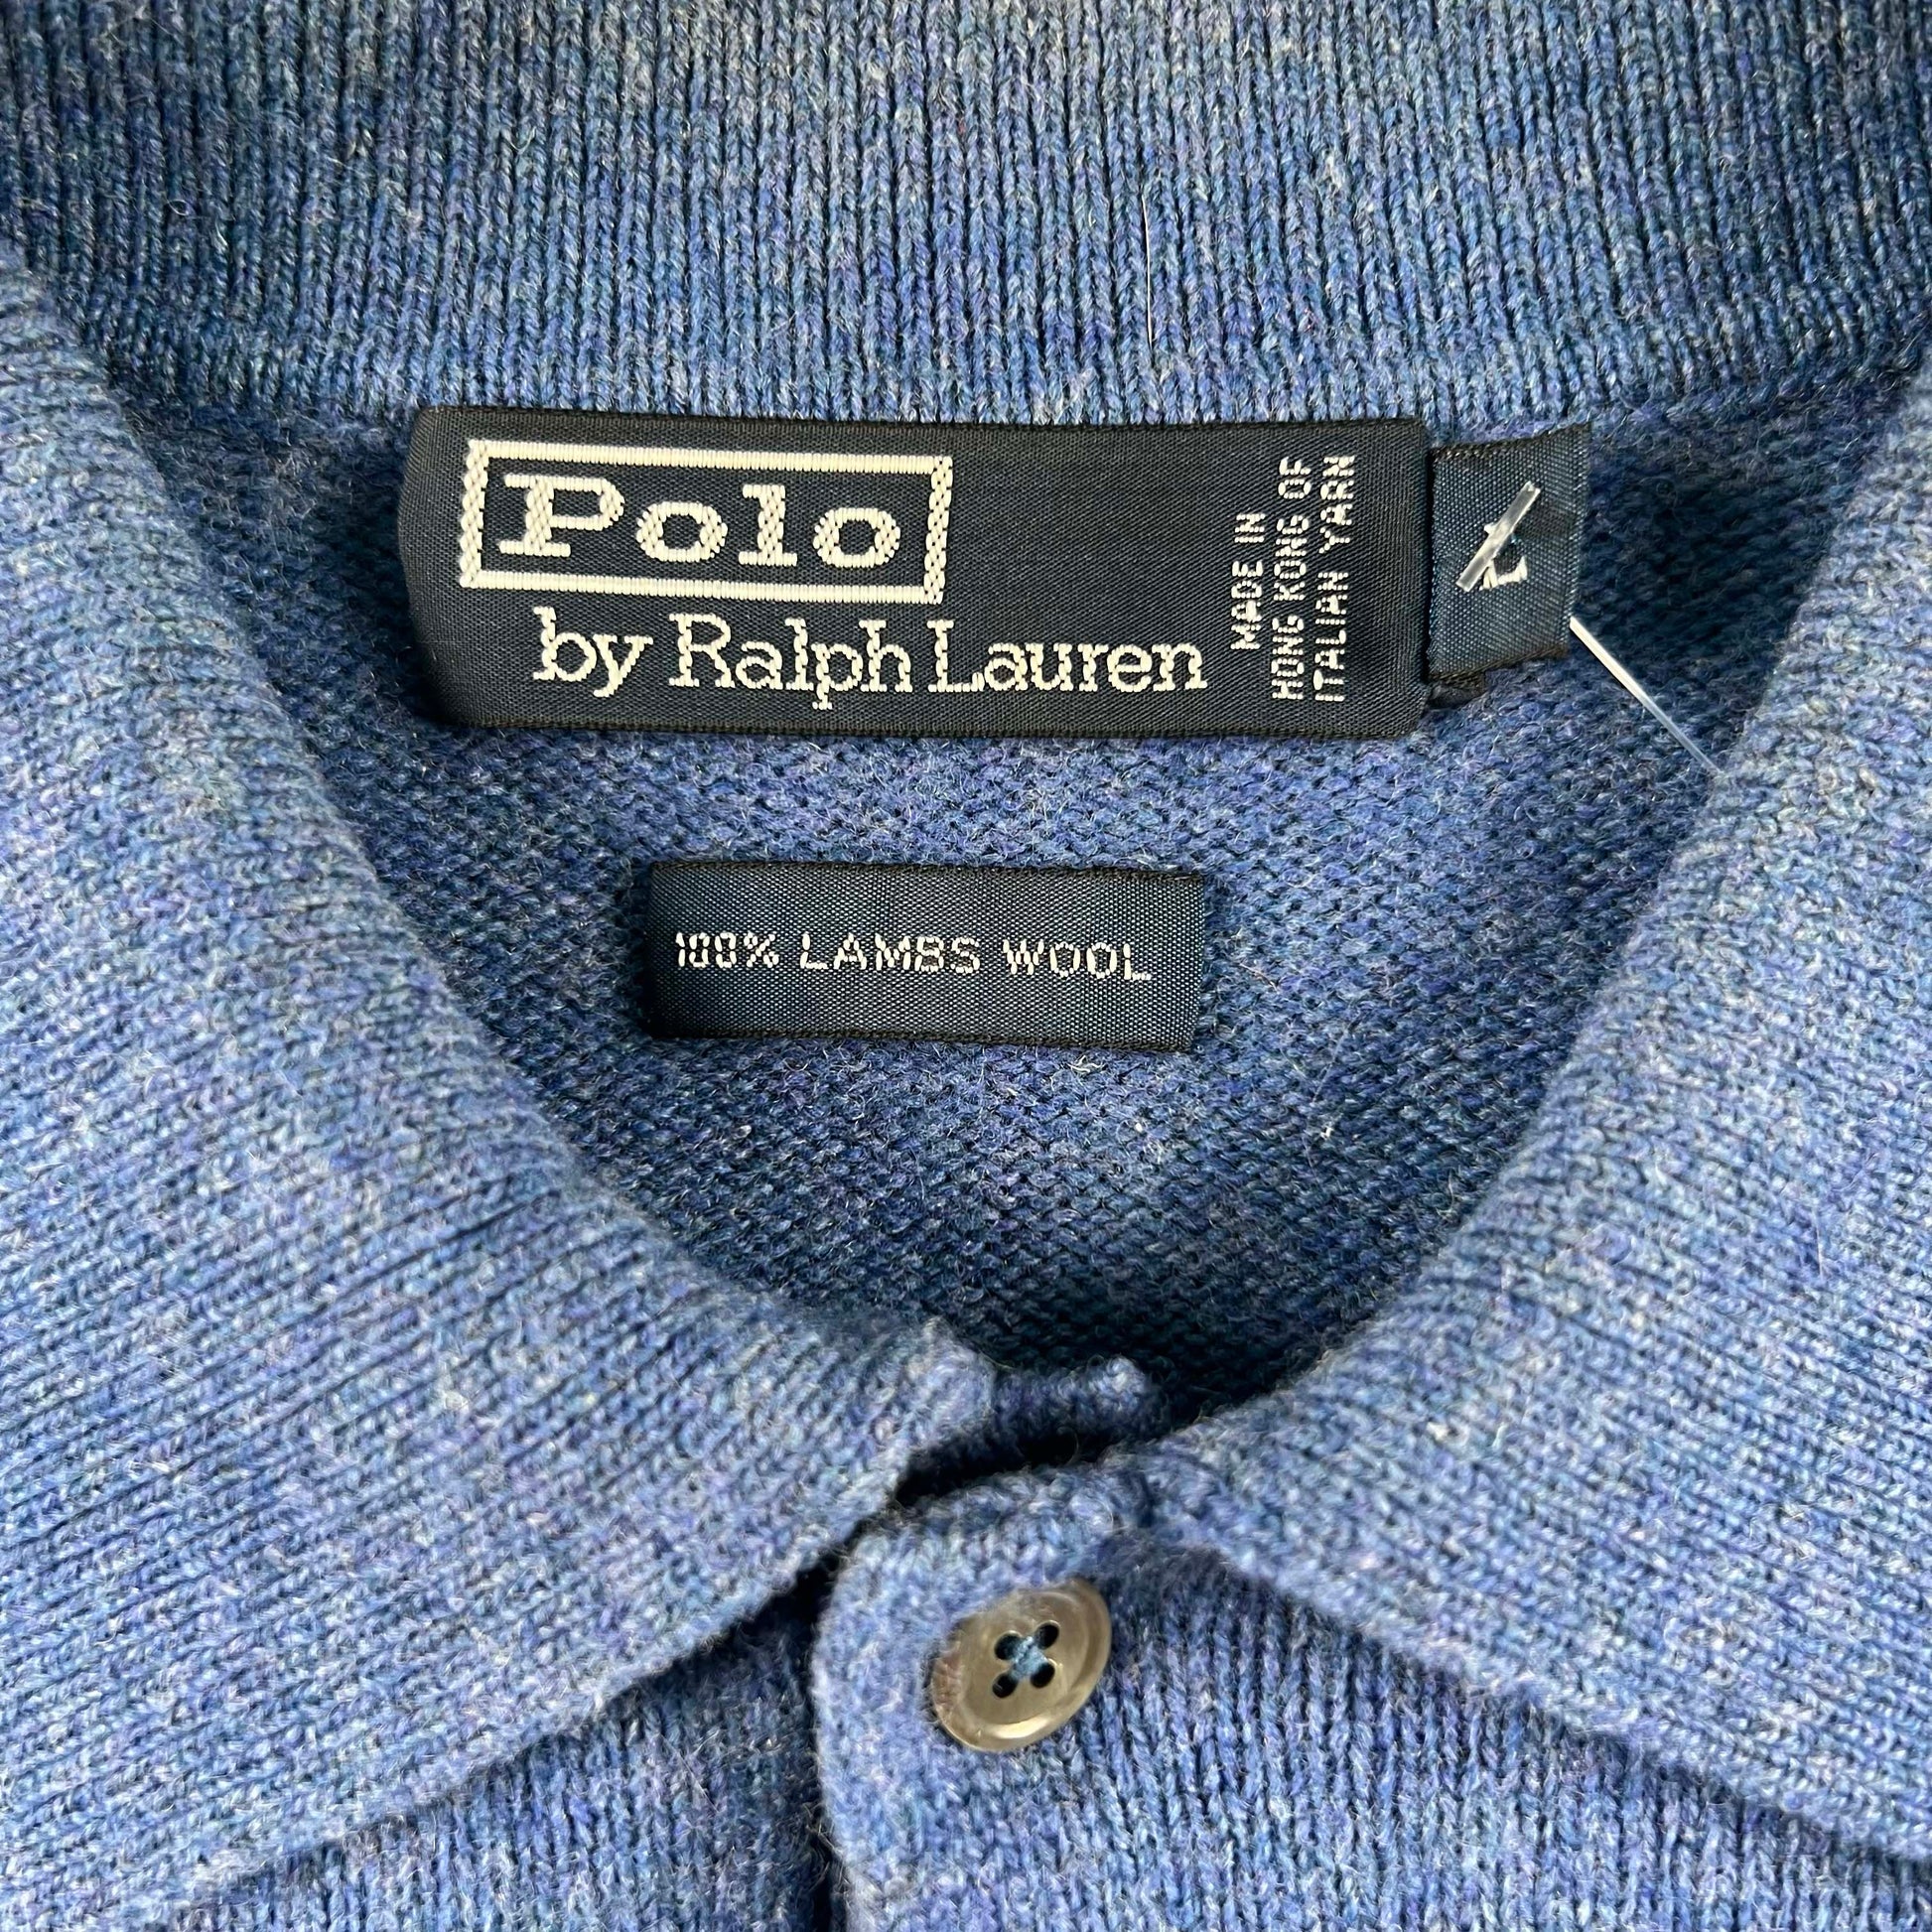 Polo
by Ralph Lauren
MADE IN
HONG KONG OF
ITALIAN YARN
L
100% LAMBS WOOL